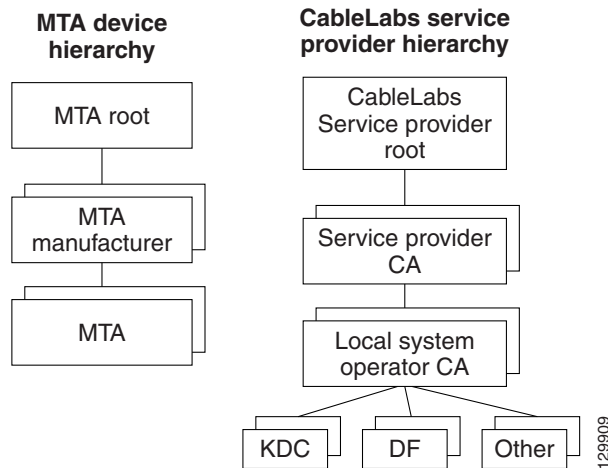 MTA device
hierarchy
MTA root
MTA
manufacturer
MTA
CableLabs service
provider hierarchy
CableLabs
Service provider
root
Service provider
CA
Local system
operator CA
KDC
DF
Other
129909